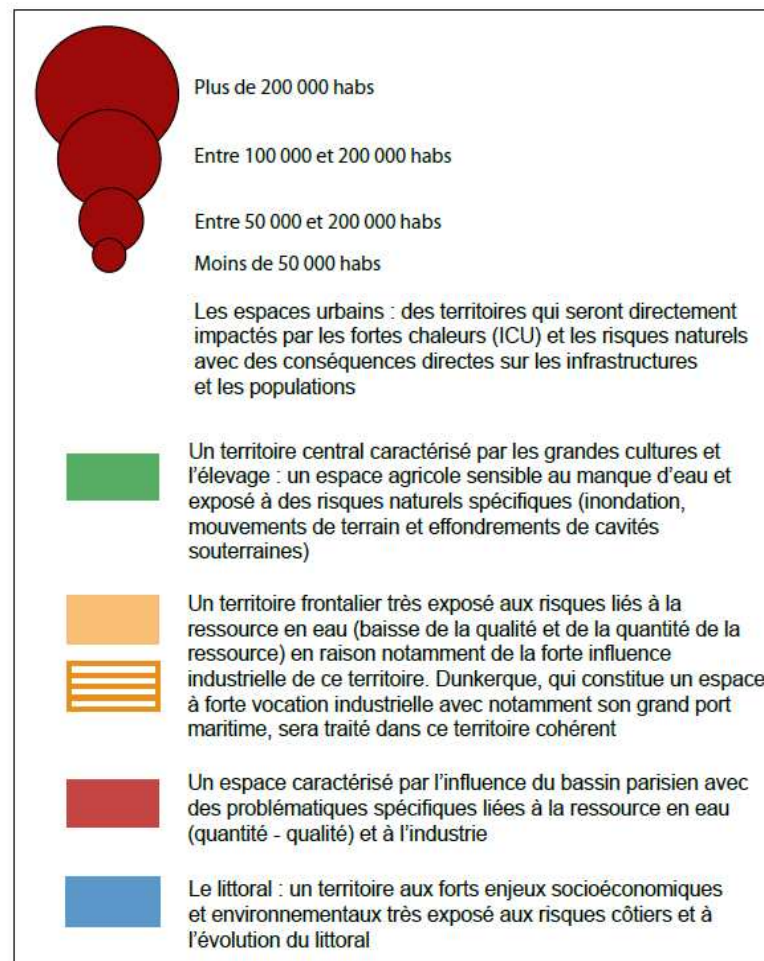 Plus de 200 000 habs
Entre 100 000 et 200 000 habs
Entre 50 000 et 200 000 habs
Moins de 50 000 habs
Les espaces urbains : des territoires qui seront directement
impactés par les fortes chaleurs (ICU) et les risques naturels
avec des conséquences directes sur les infrastructures
et les populations
Un territoire central caractérisé par les grandes cultures et
l'élevage : un espace agricole sensible au manque d'eau et
exposé à des risques naturels spécifiques (inondation,
mouvements de terrain et effondrements de cavités
souterraines)
Un territoire frontalier très exposé aux risques liés à la
ressource en eau (baisse de la qualité et de la quantité de la
ressource) en raison notamment de la forte influence
industrielle de ce territoire. Dunkerque, qui constitue un espace
à forte vocation industrielle avec notamment son grand port
maritime, sera traité dans ce territoire cohérent
Un espace caractérisé par l'influence du bassin parisien avec
des problématiques spécifiques liées à la ressource en eau
(quantité - qualité) et à l'industrie
Le littoral : un territoire aux forts enjeux socioéconomiques
et environnementaux très exposé aux risques côtiers et à
l'évolution du littoral